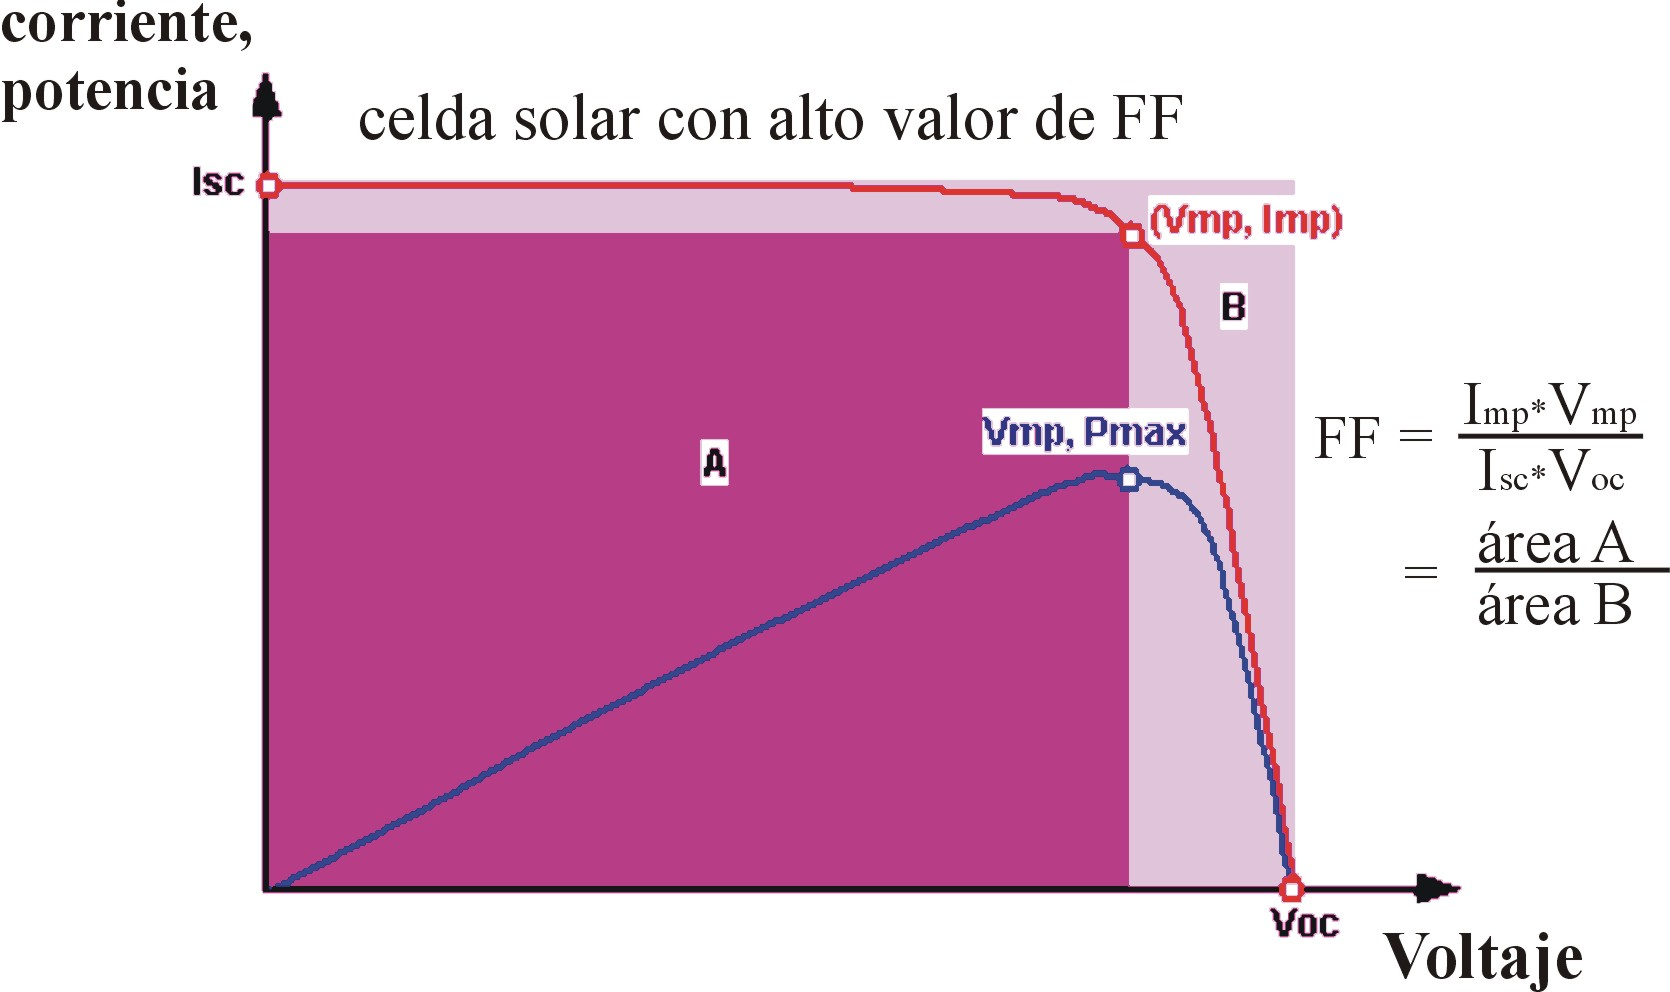 corriente,
potencia
celda solar con alto valor de FF
Isc
(Vmp, Imp)
B
Vmp, Pmax
A
FF = Imp*Vmp
Isc*Voc
= área A
área B
Voc
Voltaje